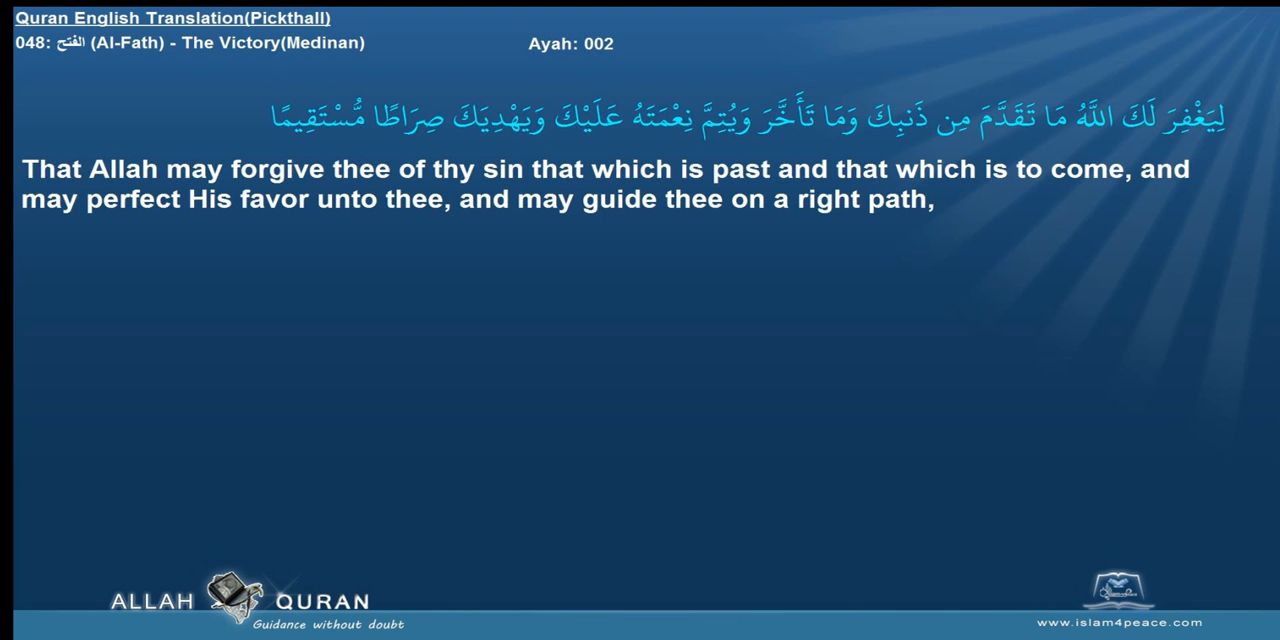 Quran English Translation(Pickthall)
048: الفتح (Al-Fath) - The Victory(Medinan) Ayah: 002
لِيَغْفِرَ لَكَ اللَّهُ مَا تَقَدَّمَ مِن ذَنبِكَ وَمَا تَأَخَّرَ وَيُتِمَّ نِعْمَتَهُ عَلَيْكَ وَيَهْدِيَكَ صِرَاطًا مُّسْتَقِيمًا
That Allah may forgive thee of thy sin that which is past and that which is to come, and
may perfect His favor unto thee, and may guide thee on a right path,
ALLAH QURAN
Guidance without doubt
www.islam4peace.com